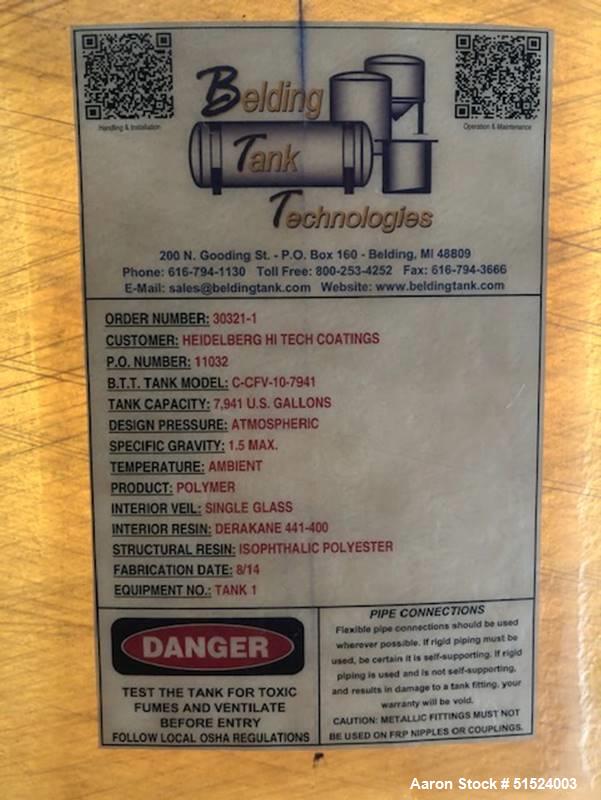 Handling & Installation
Operation & Maintenance
Belding
Tank
Technologies
200 N. Gooding St. - P.O. Box 160 - Belding, MI 48809
Phone: 616-794-1130 Toll Free: 800-253-4252 Fax: 616-794-3666
E-Mail: sales@beldingtank.com Website: www.beldingtank.com
ORDER NUMBER: 30321-1
CUSTOMER: HEIDELBERG HI TECH COATINGS
P.O. NUMBER: 11032
B.T.T. TANK MODEL: C-CFV-10-7941
TANK CAPACITY: 7,941 U.S. GALLONS
DESIGN PRESSURE: ATMOSPHERIC
SPECIFIC GRAVITY: 1.5 MAX.
TEMPERATURE: AMBIENT
PRODUCT: POLYMER
INTERIOR VEIL: SINGLE GLASS
INTERIOR RESIN: DERAKANE 441-400
STRUCTURAL RESIN: ISOPHTHALIC POLYESTER
FABRICATION DATE: 8/14
EQUIPMENT NO.: TANK 1
DANGER
TEST THE TANK FOR TOXIC
FUMES AND VENTILATE
BEFORE ENTRY
FOLLOW LOCAL OSHA REGULATIONS
PIPE CONNECTIONS
Flexible pipe connections should be used
wherever possible. If rigid piping must be
used, be certain it is self-supporting. If rigid
piping is used and is not self-supporting,
and results in damage to a tank fitting, your
warranty will be void.
CAUTION: METALLIC FITTINGS MUST NOT
BE USED ON FRP NIPPLES OR COUPLINGS.
Aaron Stock # 51524003